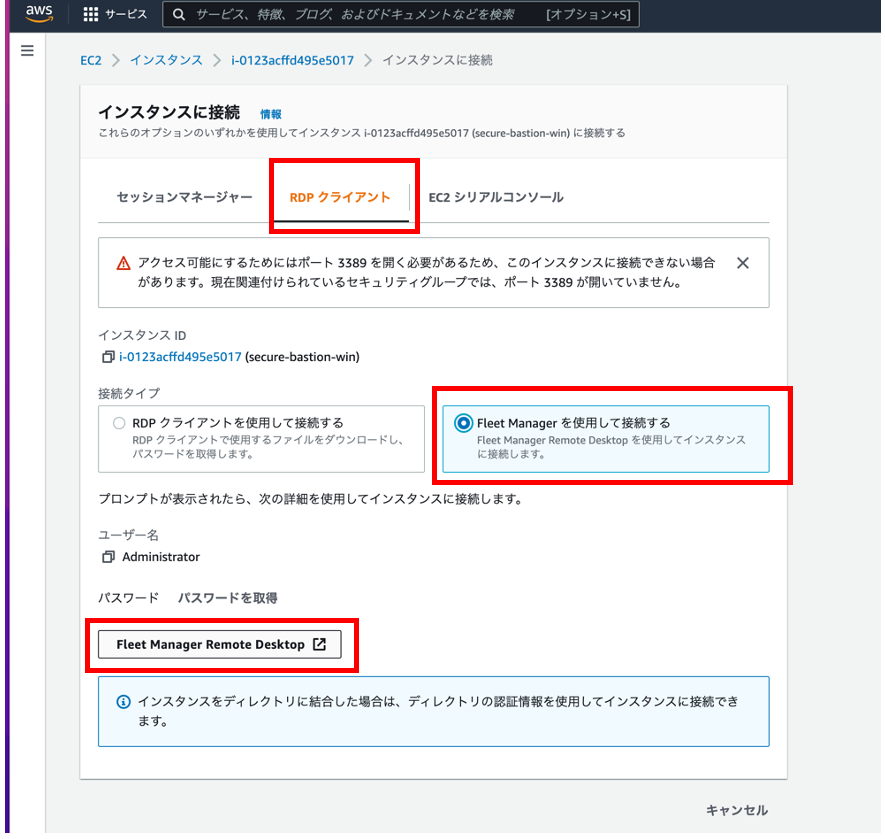 aws
サービス
サービス、特徴、ブログ、およびドキュメントなどを検索
[オプション+S]
EC2 > インスタンス > i-0123acffd495e5017 > インスタンスに接続
インスタンスに接続 情報
これらのオプションのいずれかを使用してインスタンス i-0123acffd495e5017 (secure-bastion-win) に接続する
セッションマネージャー
RDP クライアント
EC2 シリアルコンソール
アクセス可能にするためにはポート 3389 を開く必要があるため、このインスタンスに接続できない場合
があります。現在関連付けられているセキュリティグループでは、ポート 3389 が開いていません。
インスタンス ID
i-0123acffd495e5017 (secure-bastion-win)
接続タイプ
RDP クライアントを使用して接続する
RDP クライアントで使用するファイルをダウンロードし、
パスワードを取得します。
Fleet Manager を使用して接続する
Fleet Manager Remote Desktop を使用してインスタンス
に接続します。
プロンプトが表示されたら、次の詳細を使用してインスタンスに接続します。
ユーザー名
Administrator
パスワード パスワードを取得
Fleet Manager Remote Desktop
インスタンスをディレクトリに結合した場合は、ディレクトリの認証情報を使用してインスタンスに接続でき
ます。
キャンセル